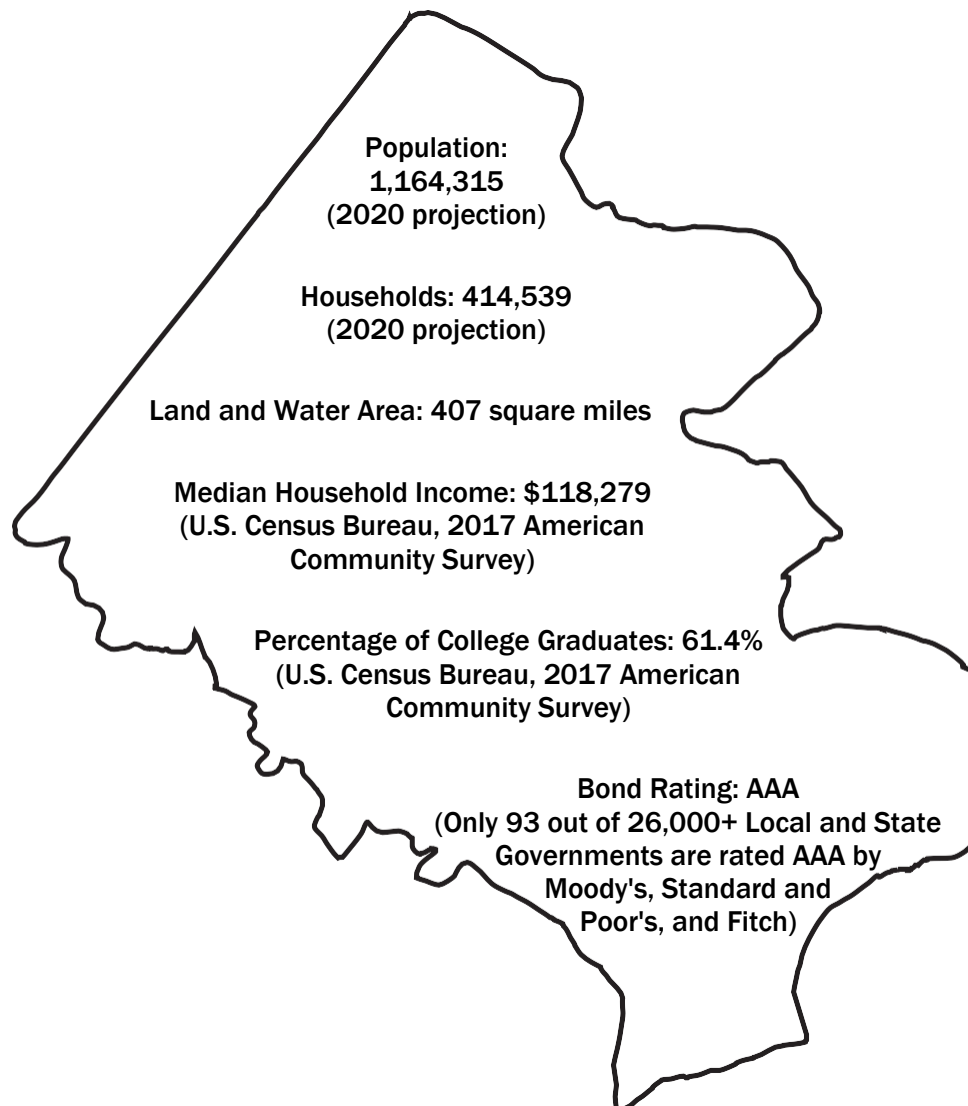 Population:
1,164,315
(2020 projection)
Households: 414,539
(2020 projection)
Land and Water Area: 407 square miles
Median Household Income: $118,279
(U.S. Census Bureau, 2017 American
Community Survey)
Percentage of College Graduates: 61.4%
(U.S. Census Bureau, 2017 American
Community Survey)
Bond Rating: AAA
(Only 93 out of 26,000+ Local and State
Governments are rated AAA by
Moody's, Standard and
Poor's, and Fitch)